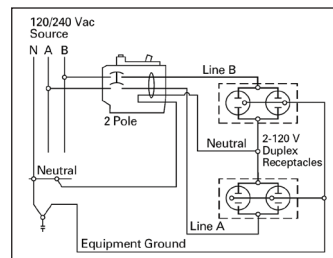 120/240 Vac
Source
N A B
Line B
2 Pole
Neutral
2-120 V
Duplex
Receptacles
Neutral
Line A
Equipment Ground